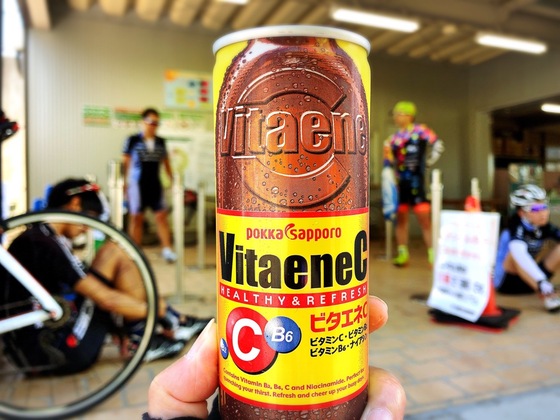 Vitaene
C
pokka sapporo
VitaeneC
HEALTHY & REFRESH
C
B6
ビタエネC
ビタミンC・ビタミン
ビタミンB6・ナイア
Contains Vitamin B2, B6, C and Niacinamide. Perfect for
quenching your thirst. Refresh and cheer up your busy